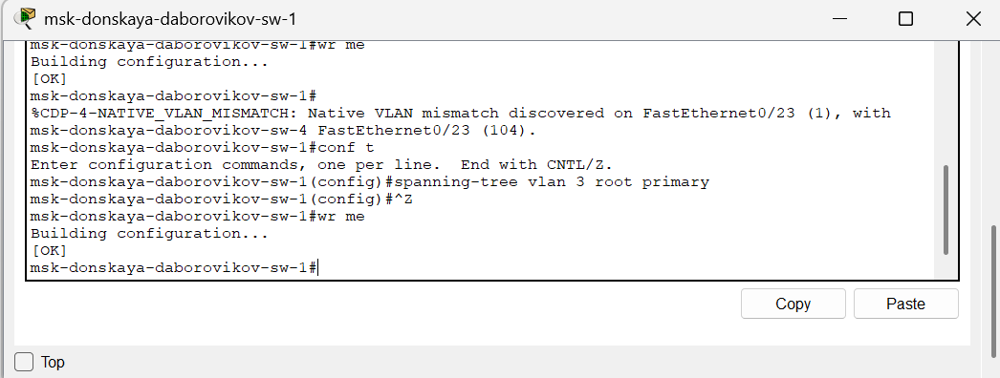 msk-donskaya-daborovikov-sw-1
msk-donskaya-daborovikov-sw-1#wr me
Building configuration...
[OK]
msk-donskaya-daborovikov-sw-1#
%CDP-4-NATIVE_VLAN_MISMATCH: Native VLAN mismatch discovered on FastEthernet0/23 (1), with
msk-donskaya-daborovikov-sw-4 FastEthernet0/23 (104).
msk-donskaya-daborovikov-sw-1#conf t
Enter configuration commands, one per line.  End with CNTL/Z.
msk-donskaya-daborovikov-sw-1(config)#spanning-tree vlan 3 root primary
msk-donskaya-daborovikov-sw-1(config)#^Z
msk-donskaya-daborovikov-sw-1#wr me
Building configuration...
[OK]
msk-donskaya-daborovikov-sw-1#
Copy Paste
Top